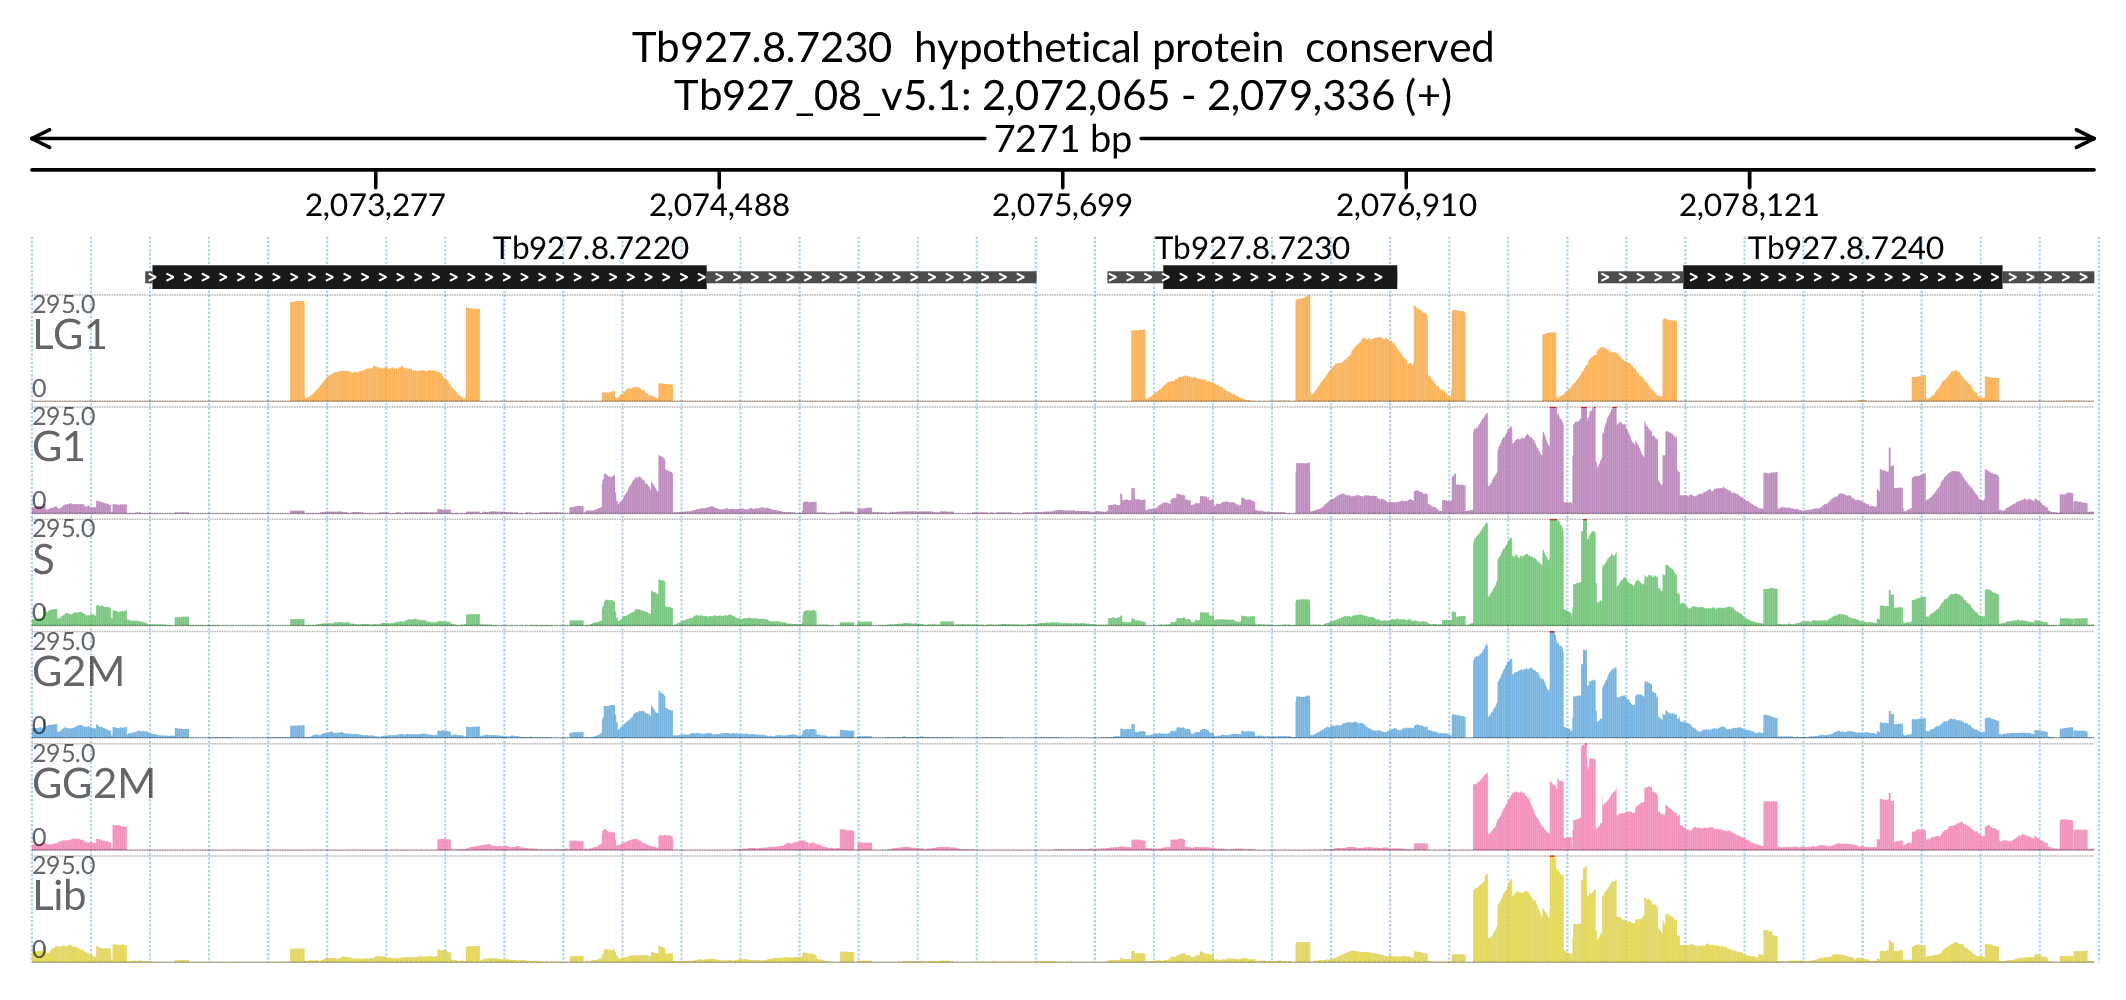 Tb927.8.7230 hypothetical protein conserved
Tb927_08_v5.1: 2,072,065 - 2,079,336 (+)
7271 bp
2,073,277 2,074,488 2,075,699 2,076,910 2,078,121
Tb927.8.7220 Tb927.8.7230 Tb927.8.7240
295.0
LG1
0
295.0
G1
0
295.0
S
0
295.0
G2M
0
295.0
GG2M
0
295.0
Lib
0